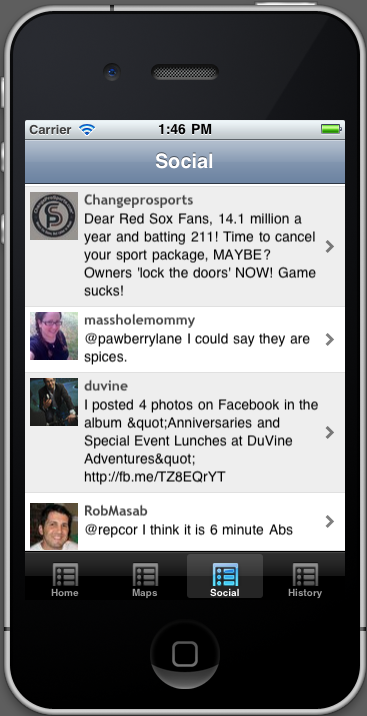 Carrier 1:46 PM
Social
Changeprosports
Dear Red Sox Fans, 14.1 million a
year and batting 211! Time to cancel
your sport package, MAYBE?
Owners 'lock the doors' NOW! Game
sucks!
massholemommy
@pawberrylane I could say they are
spices.
duvine
I posted 4 photos on Facebook in the
album &quot;Anniversaries and
Special Event Lunches at DuVine
Adventures&quot;
http://fb.me/TZ8EQrYT
RobMasab
@repcor I think it is 6 minute Abs
Home Maps Social History